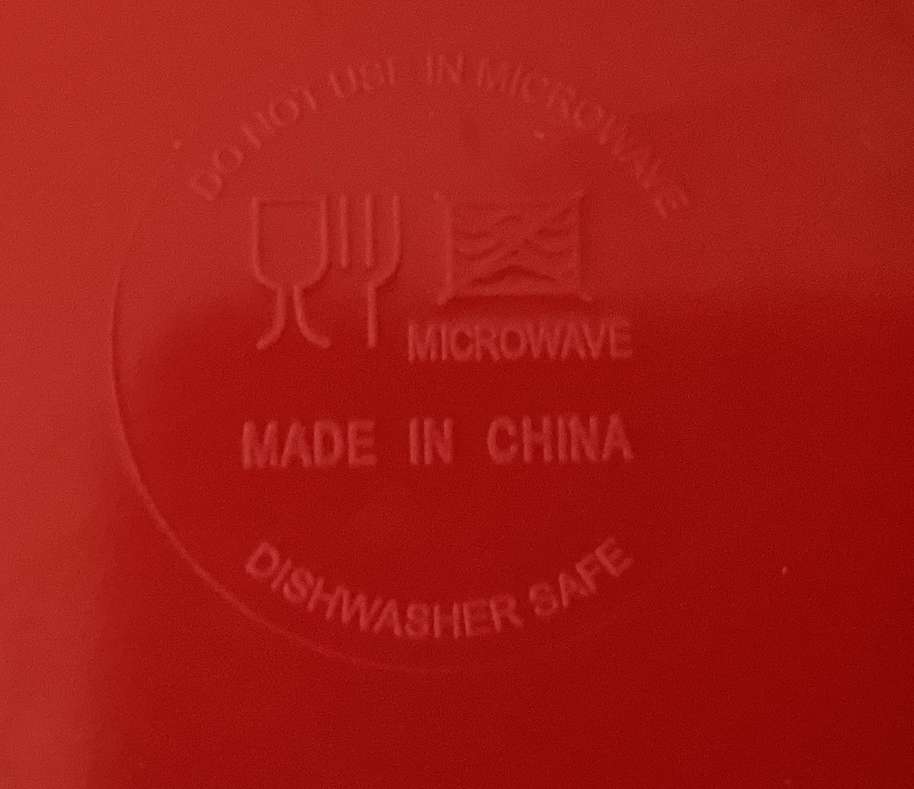 DO NOT USE IN MICROWAVE
MICROWAVE
MADE IN CHINA
DISHWASHER SAFE